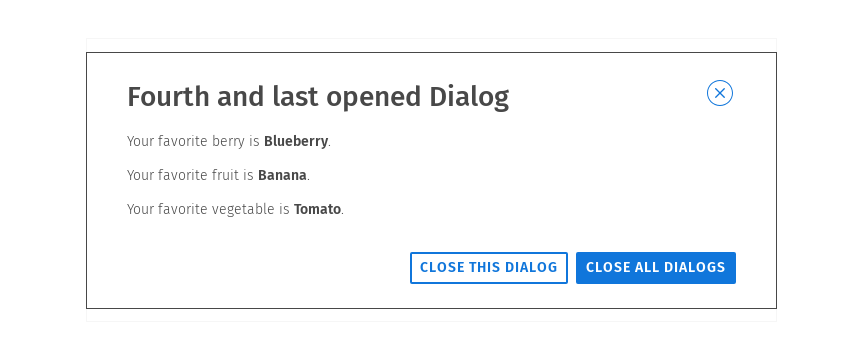 Fourth and last opened Dialog
Your favorite berry is Blueberry.
Your favorite fruit is Banana.
Your favorite vegetable is Tomato.
CLOSE THIS DIALOG
CLOSE ALL DIALOGS